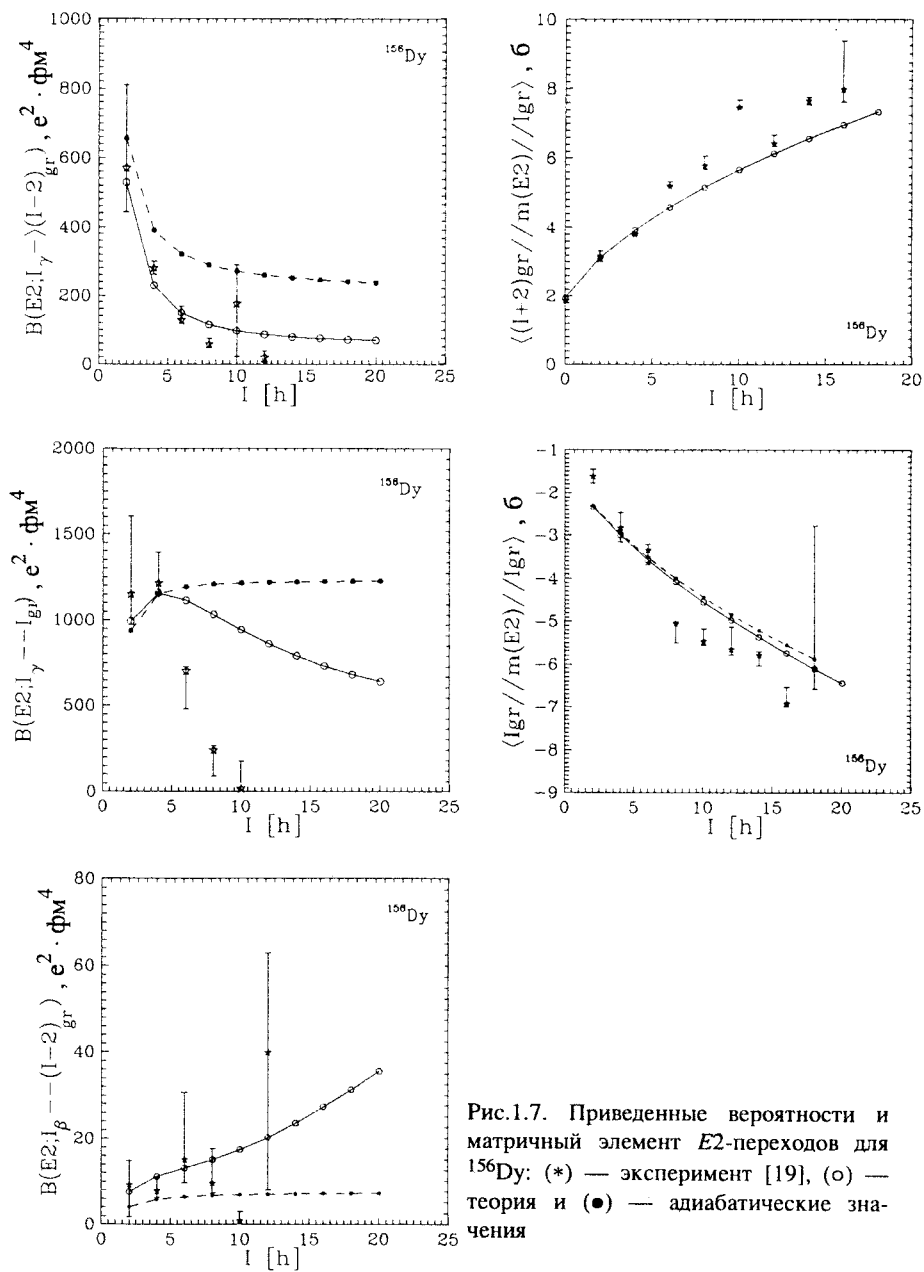 1000
800
600
400
200
0
0 5 10 15 20 25
I [h]
B(E2;I_γ−⟩(I−2)_gr), e²·фм⁴
¹⁵⁶Dy
10
8
6
4
2
0
0 5 10 15 20 25
I [h]
⟨(I+2)gr//m(E2)//Igr⟩, б
¹⁵⁶Dy
2000
1500
1000
500
0
0 5 10 15 20 25
I [h]
B(E2;I_γ−−I_gr), e²·фм⁴
¹⁵⁶Dy
−1
−2
−3
−4
−5
−6
−7
−8
−9
0 5 10 15 20 25
I [h]
⟨Igr//m(E2)//Igr⟩, б
¹⁵⁶Dy
80
60
40
20
0
0 5 10 15 20 25
I [h]
B(E2;I_β−−(I−2)_gr), e²·фм⁴
¹⁵⁶Dy
Рис.1.7. Приведенные вероятности и
матричный элемент E2-переходов для
¹⁵⁶Dy: (*) — эксперимент [19], (о) —
теория и (●) — адиабатические зна-
чения